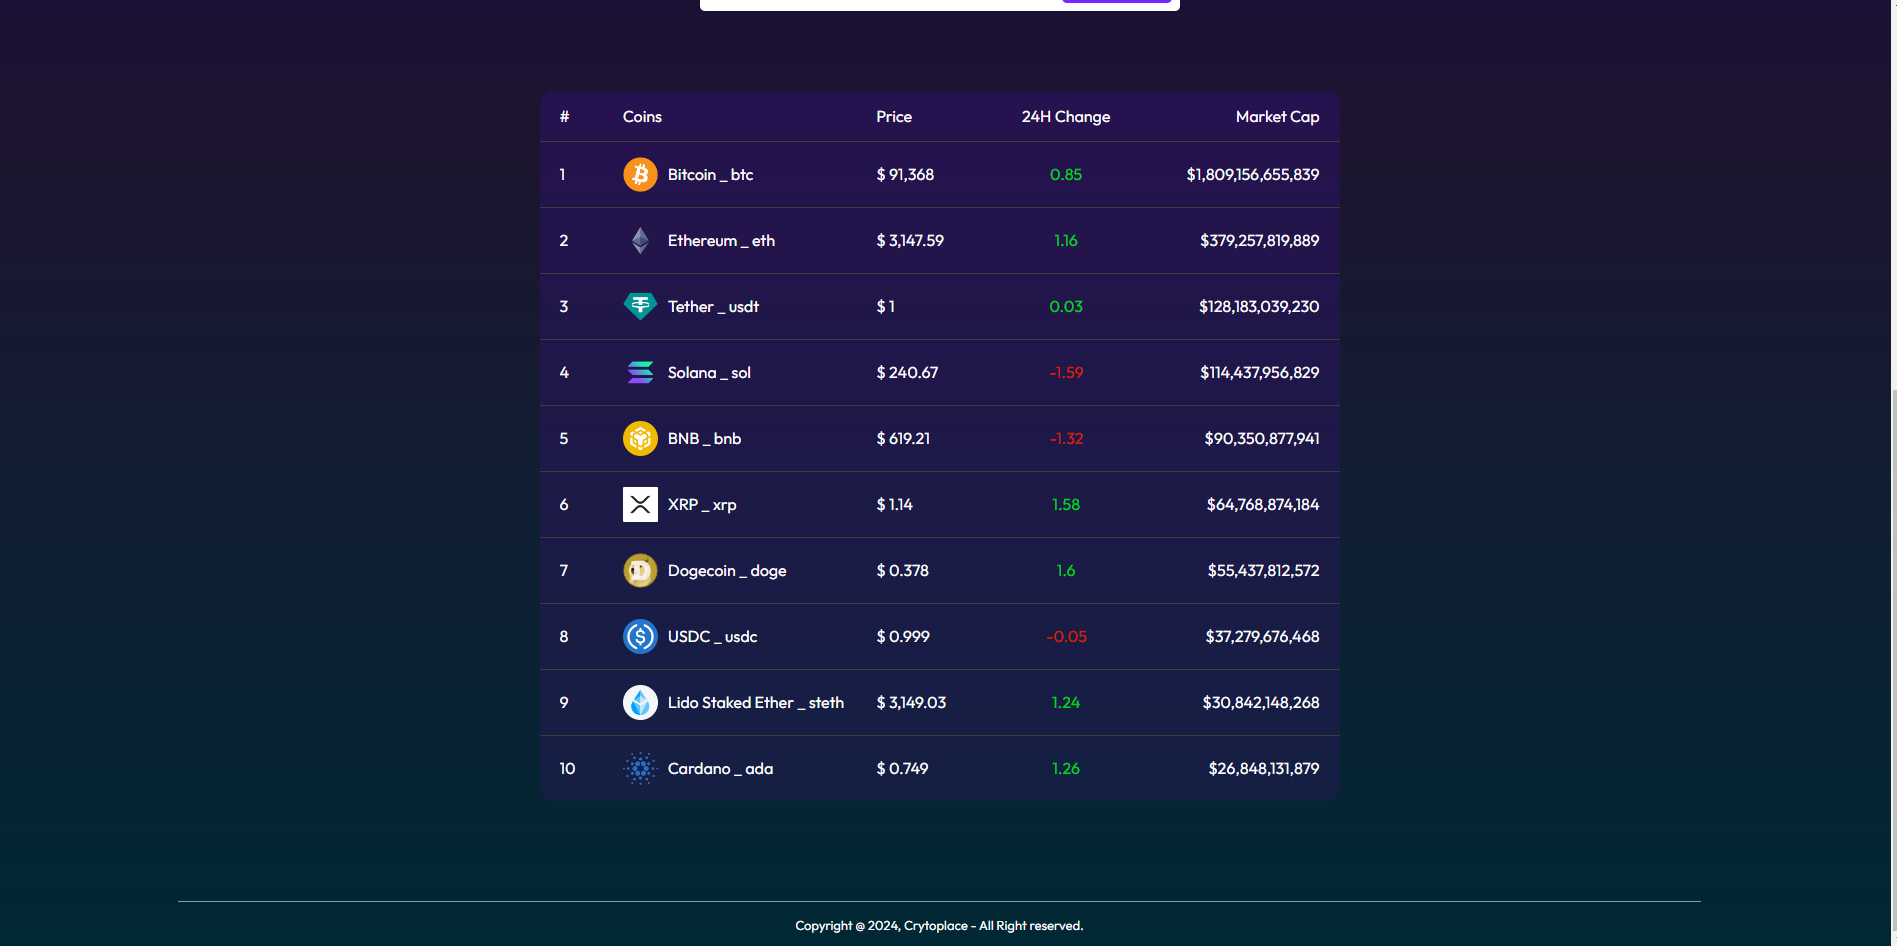 # Coins Price 24H Change Market Cap
1 Bitcoin _ btc $ 91,368 0.85 $1,809,156,655,839
2 Ethereum _ eth $ 3,147.59 1.16 $379,257,819,889
3 Tether _ usdt $ 1 0.03 $128,183,039,230
4 Solana _ sol $ 240.67 -1.59 $114,437,956,829
5 BNB _ bnb $ 619.21 -1.32 $90,350,877,941
6 XRP _ xrp $ 1.14 1.58 $64,768,874,184
7 Dogecoin _ doge $ 0.378 1.6 $55,437,812,572
8 USDC _ usdc $ 0.999 -0.05 $37,279,676,468
9 Lido Staked Ether _ steth $ 3,149.03 1.24 $30,842,148,268
10 Cardano _ ada $ 0.749 1.26 $26,848,131,879
Copyright @ 2024, Crytoplace - All Right reserved.